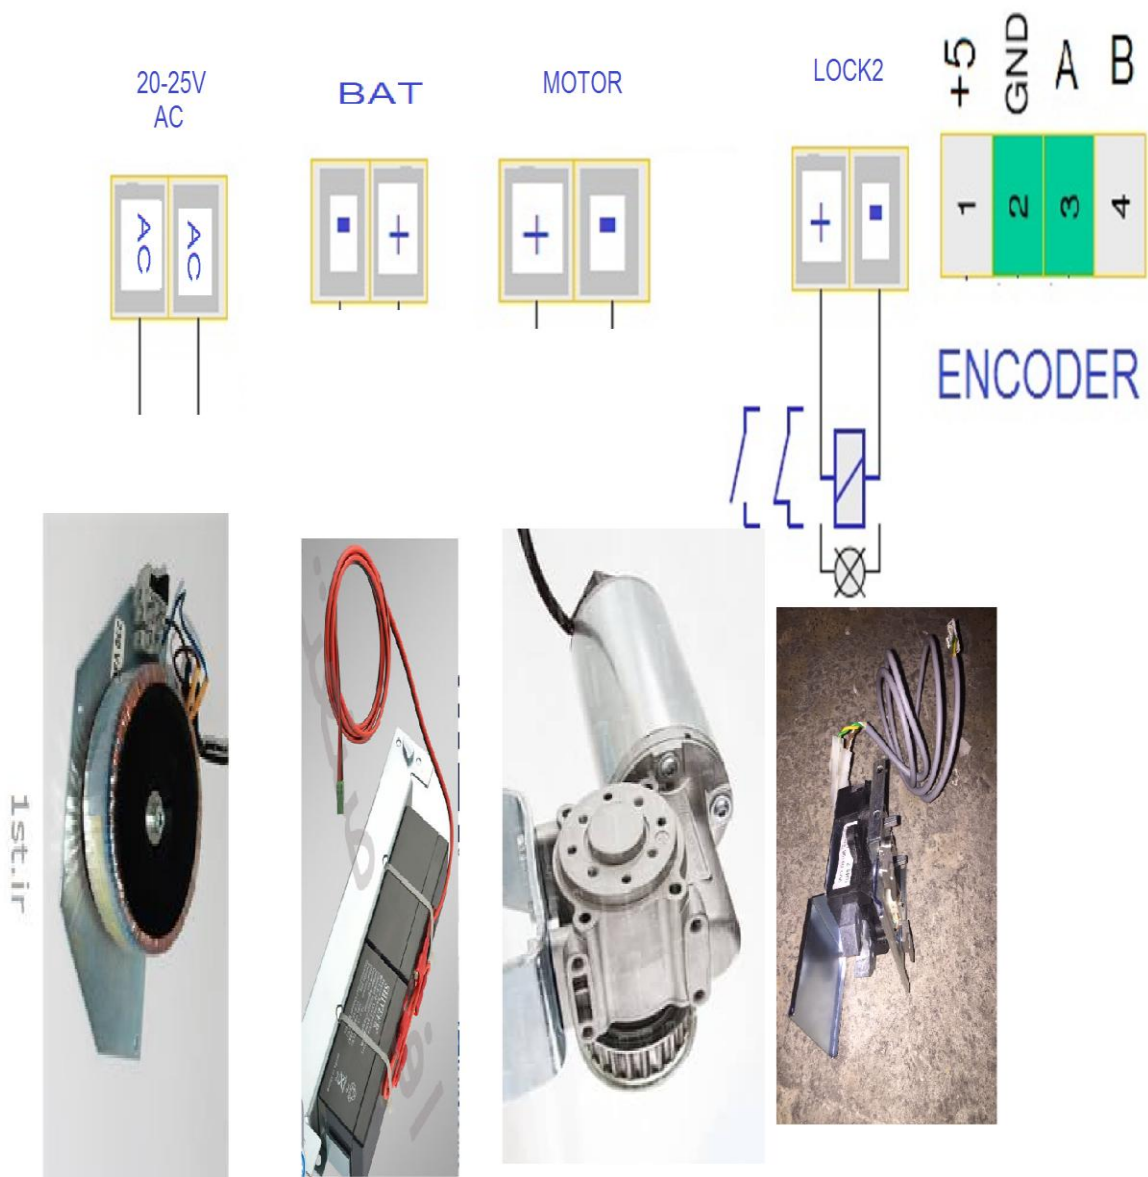 20-25V
AC
BAT
MOTOR
LOCK2
+5
GND
A
B
AC
AC
-
+
+
-
+
-
1
2
3
4
ENCODER
1st.ir